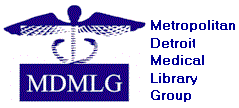 MDMLG
Metropolitan
Detroit
Medical
Library
Group